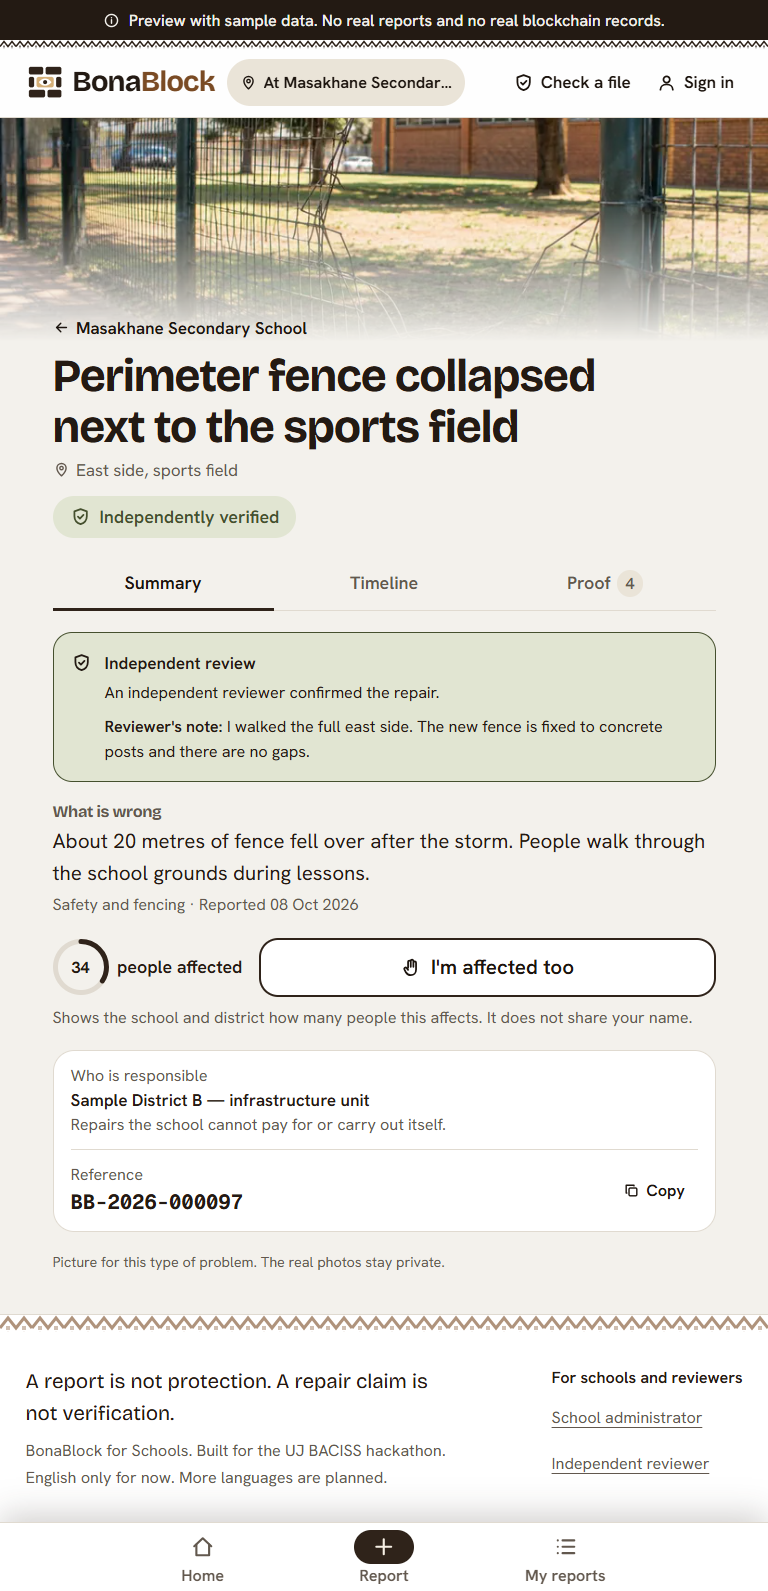 Preview with sample data. No real reports and no real blockchain records.
BonaBlock
At Masakhane Secondar...
Check a file
Sign in
Masakhane Secondary School
Perimeter fence collapsed
next to the sports field
East side, sports field
Independently verified
Summary
Timeline
Proof 4
Independent review
An independent reviewer confirmed the repair.
Reviewer's note: I walked the full east side. The new fence is fixed to concrete
posts and there are no gaps.
What is wrong
About 20 metres of fence fell over after the storm. People walk through
the school grounds during lessons.
Safety and fencing · Reported 08 Oct 2026
34 people affected
I'm affected too
Shows the school and district how many people this affects. It does not share your name.
Who is responsible
Sample District B — infrastructure unit
Repairs the school cannot pay for or carry out itself.
Reference
BB-2026-000097
Copy
Picture for this type of problem. The real photos stay private.
A report is not protection. A repair claim is
not verification.
BonaBlock for Schools. Built for the UJ BACISS hackathon.
English only for now. More languages are planned.
For schools and reviewers
School administrator
Independent reviewer
Home
Report
My reports